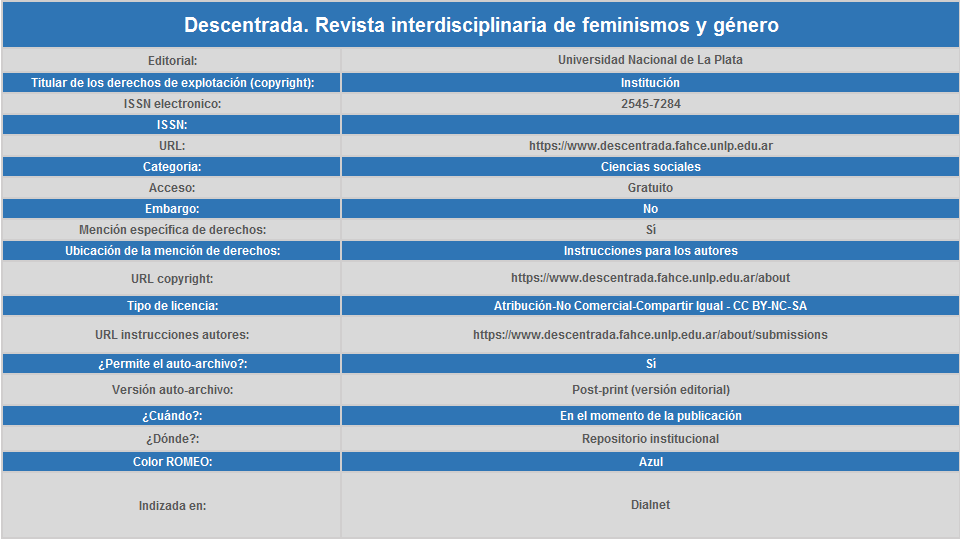 Descentrada. Revista interdisciplinaria de feminismos y género
Editorial: Universidad Nacional de La Plata
Titular de los derechos de explotación (copyright): Institución
ISSN electronico: 2545-7284
ISSN:
URL: https://www.descentrada.fahce.unlp.edu.ar
Categoría: Ciencias sociales
Acceso: Gratuito
Embargo: No
Mención específica de derechos: Sí
Ubicación de la mención de derechos: Instrucciones para los autores
URL copyright: https://www.descentrada.fahce.unlp.edu.ar/about
Tipo de licencia: Atribución-No Comercial-Compartir Igual - CC BY-NC-SA
URL instrucciones autores: https://www.descentrada.fahce.unlp.edu.ar/about/submissions
¿Permite el auto-archivo?: Sí
Versión auto-archivo: Post-print (versión editorial)
¿Cuándo?: En el momento de la publicación
¿Dónde?: Repositorio institucional
Color ROMEO: Azul
Indizada en: Dialnet